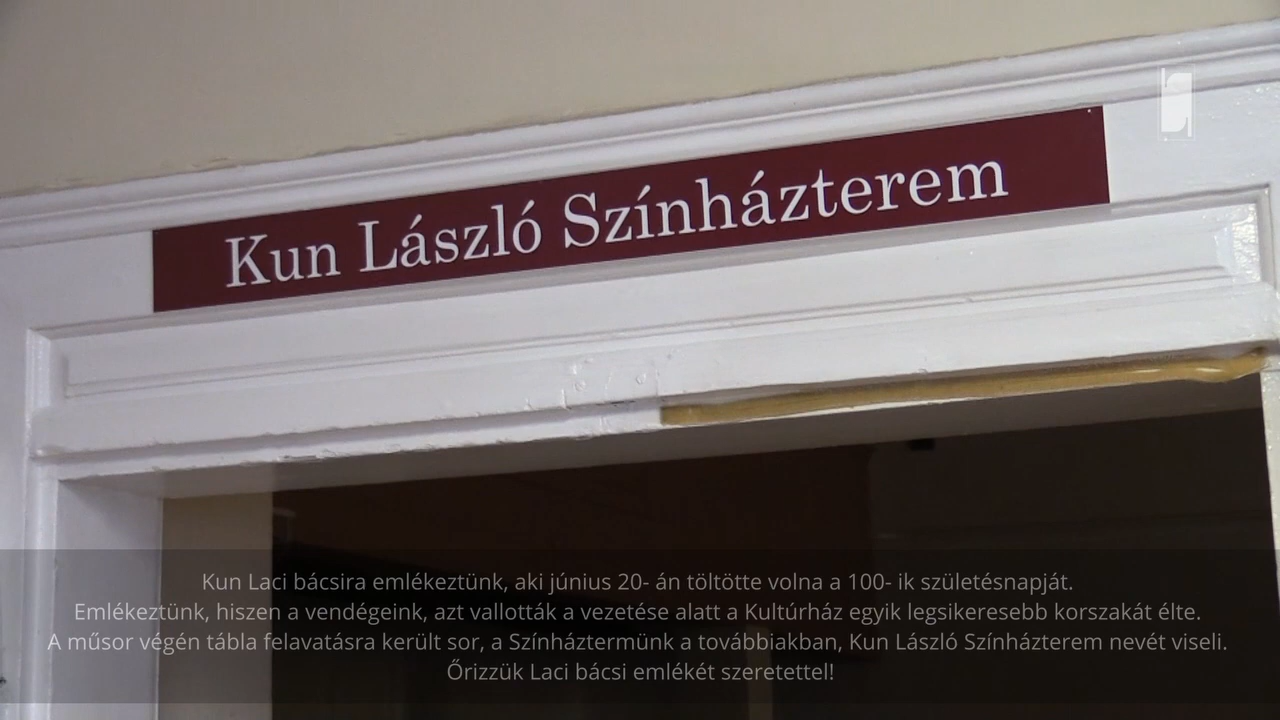 Kun László Színházterem
Kun Laci bácsira emlékeztünk, aki június 20- án töltötte volna a 100- ik születésnapját.
Emlékeztünk, hiszen a vendégeink, azt vallották a vezetése alatt a Kultúrház egyik legsikeresebb korszakát élte.
A műsor végén tábla felavatásra került sor, a Színháztermünk a továbbiakban, Kun László Színházterem nevét viseli.
Őrizzük Laci bácsi emlékét szeretettel!